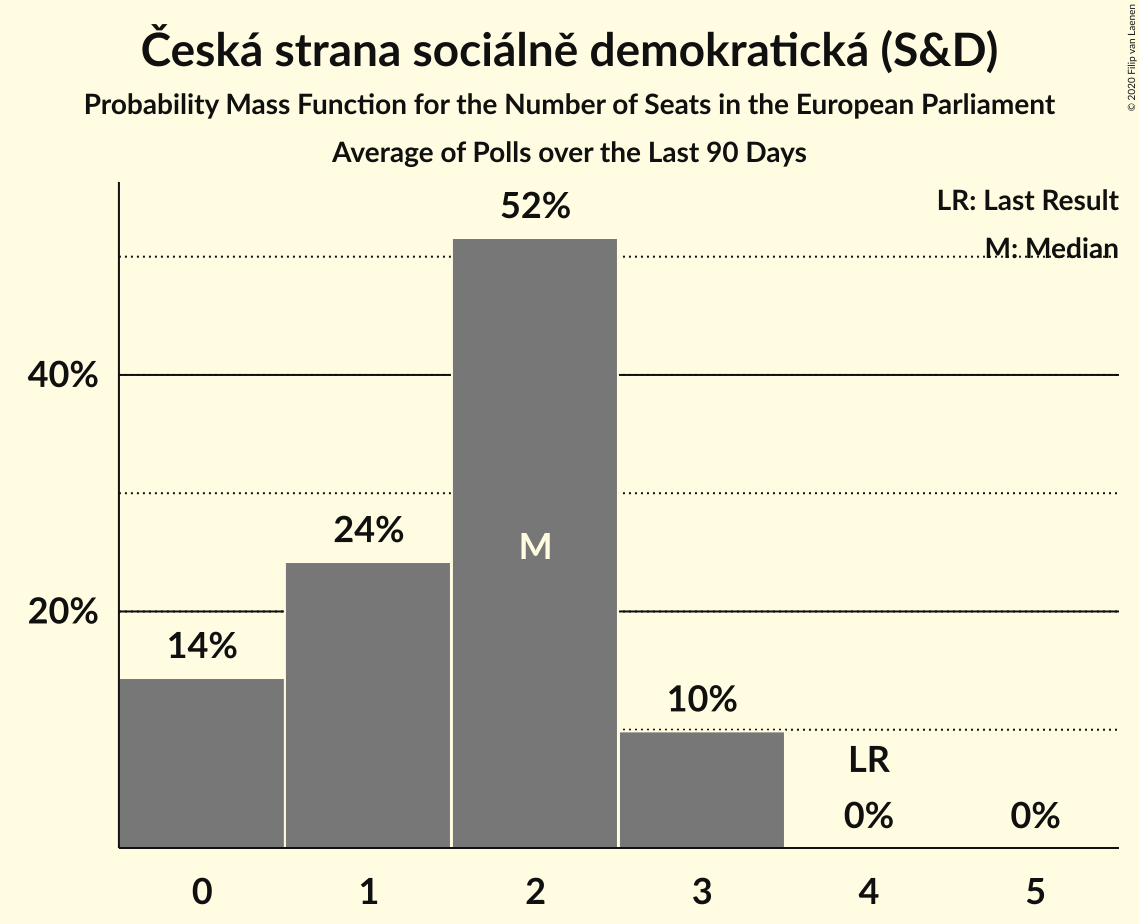 Česká strana sociálně demokratická (S&D)
Probability Mass Function for the Number of Seats in the European Parliament
Average of Polls over the Last 90 Days
© 2020 Filip van Laenen
LR: Last Result
M: Median
52%
40%
24%
M
20%
14%
10%
LR
0%
0%
0 1 2 3 4 5